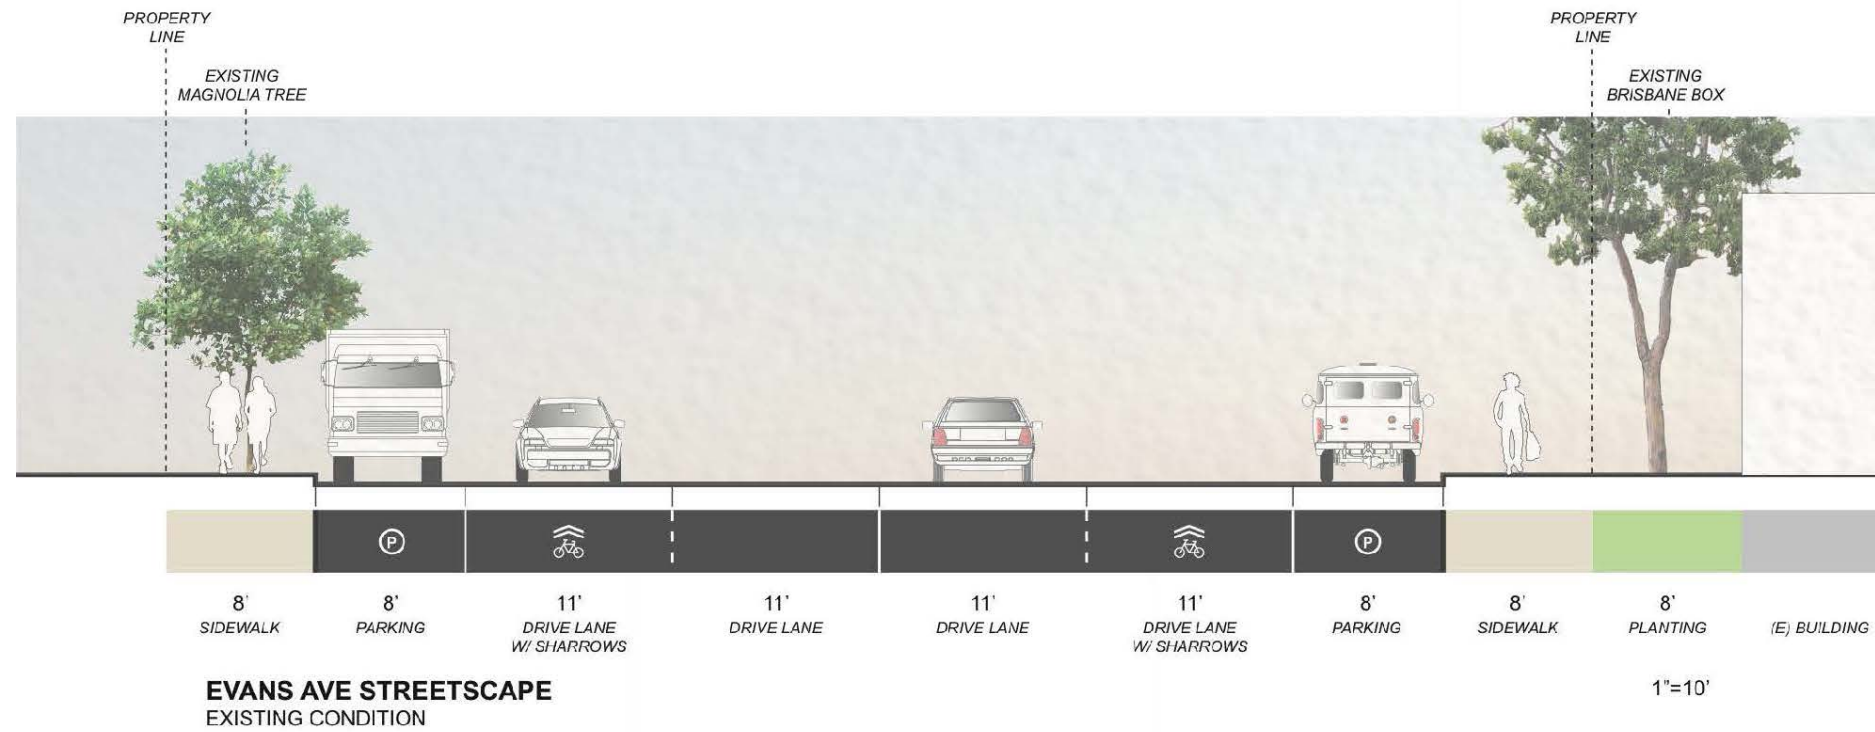 PROPERTY
LINE
EXISTING
MAGNOLIA TREE
PROPERTY
LINE
EXISTING
BRISBANE BOX
P
P
8’
SIDEWALK
8’
PARKING
11’
DRIVE LANE
W/ SHARROWS
11’
DRIVE LANE
11’
DRIVE LANE
11’
DRIVE LANE
W/ SHARROWS
8’
PARKING
8’
SIDEWALK
8’
PLANTING
(E) BUILDING
EVANS AVE STREETSCAPE
EXISTING CONDITION
1”=10’